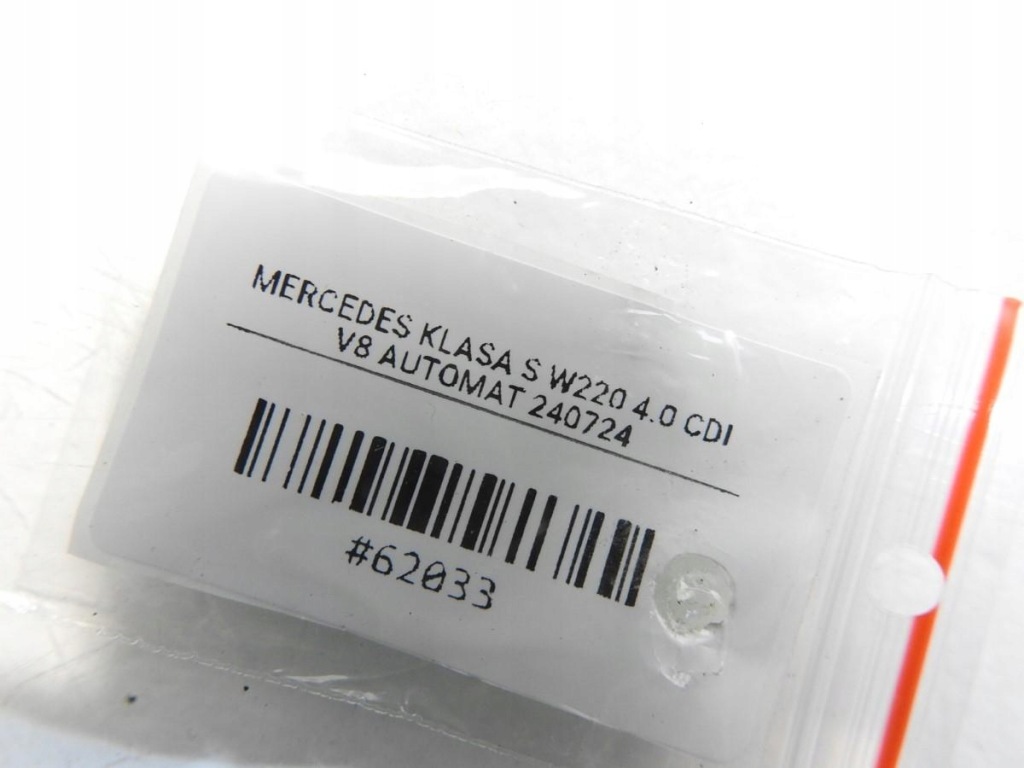 MERCEDES KLASA S W220 4.0 CDI
V8 AUTOMAT 240724
#62033